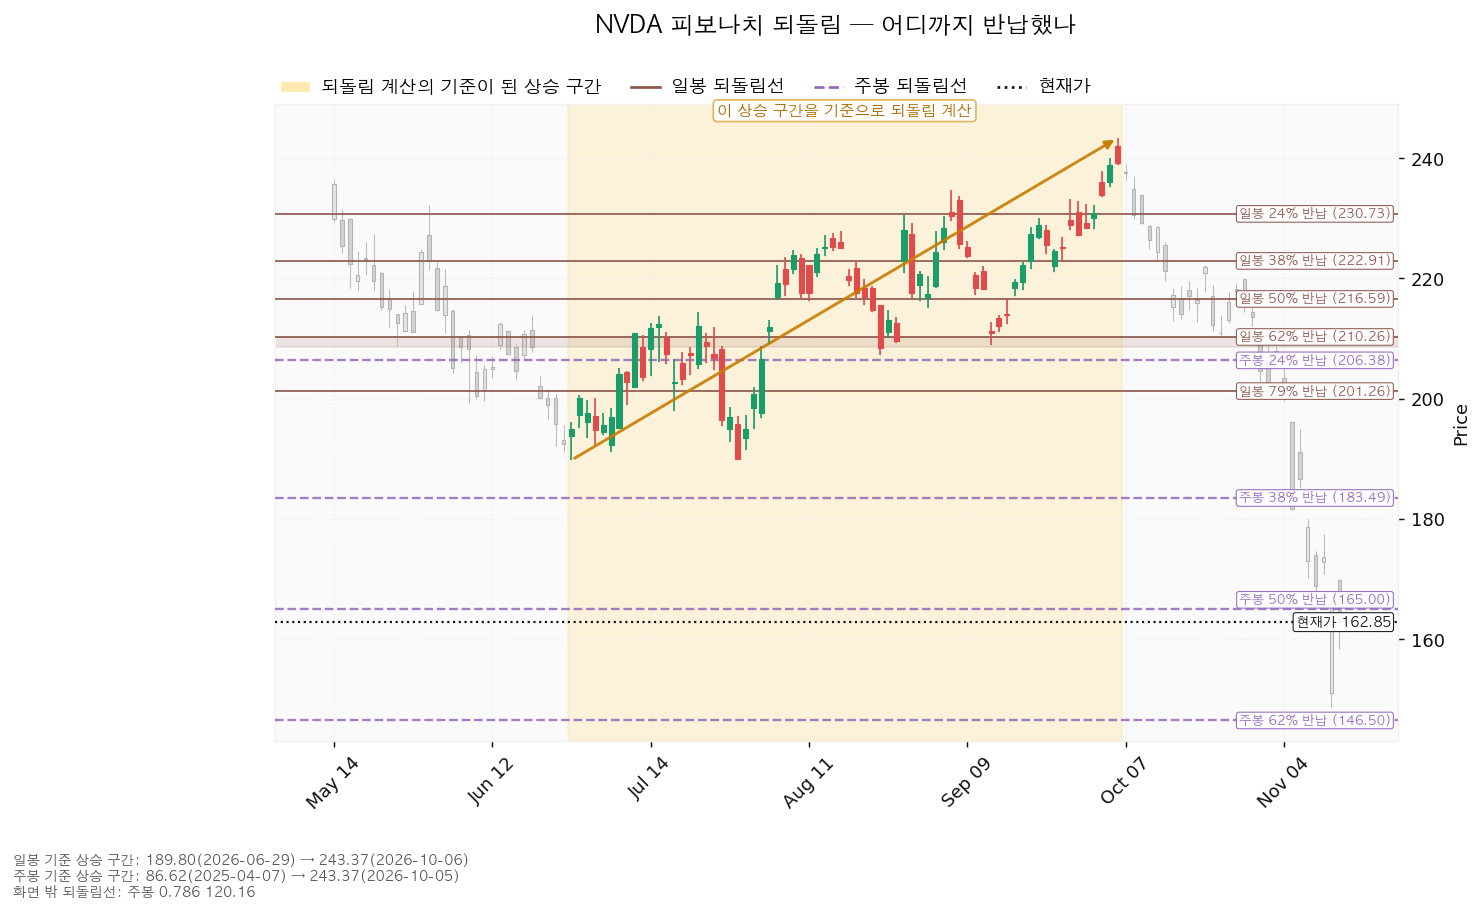 NVDA 피보나치 되돌림 — 어디까지 반납했나
되돌림 계산의 기준이 된 상승 구간
일봉 되돌림선
주봉 되돌림선
현재가
이 상승 구간을 기준으로 되돌림 계산
240
일봉 24% 반납 (230.73)
일봉 38% 반납 (222.91)
220
일봉 50% 반납 (216.59)
일봉 62% 반납 (210.26)
주봉 24% 반납 (206.38)
200
일봉 79% 반납 (201.26)
Price
주봉 38% 반납 (183.49)
180
주봉 50% 반납 (165.00)
현재가 162.85
160
주봉 62% 반납 (146.50)
May 14
Jun 12
Jul 14
Aug 11
Sep 09
Oct 07
Nov 04
일봉 기준 상승 구간: 189.80(2026-06-29) → 243.37(2026-10-06)
주봉 기준 상승 구간: 86.62(2025-04-07) → 243.37(2026-10-05)
화면 밖 되돌림선: 주봉 0.786 120.16